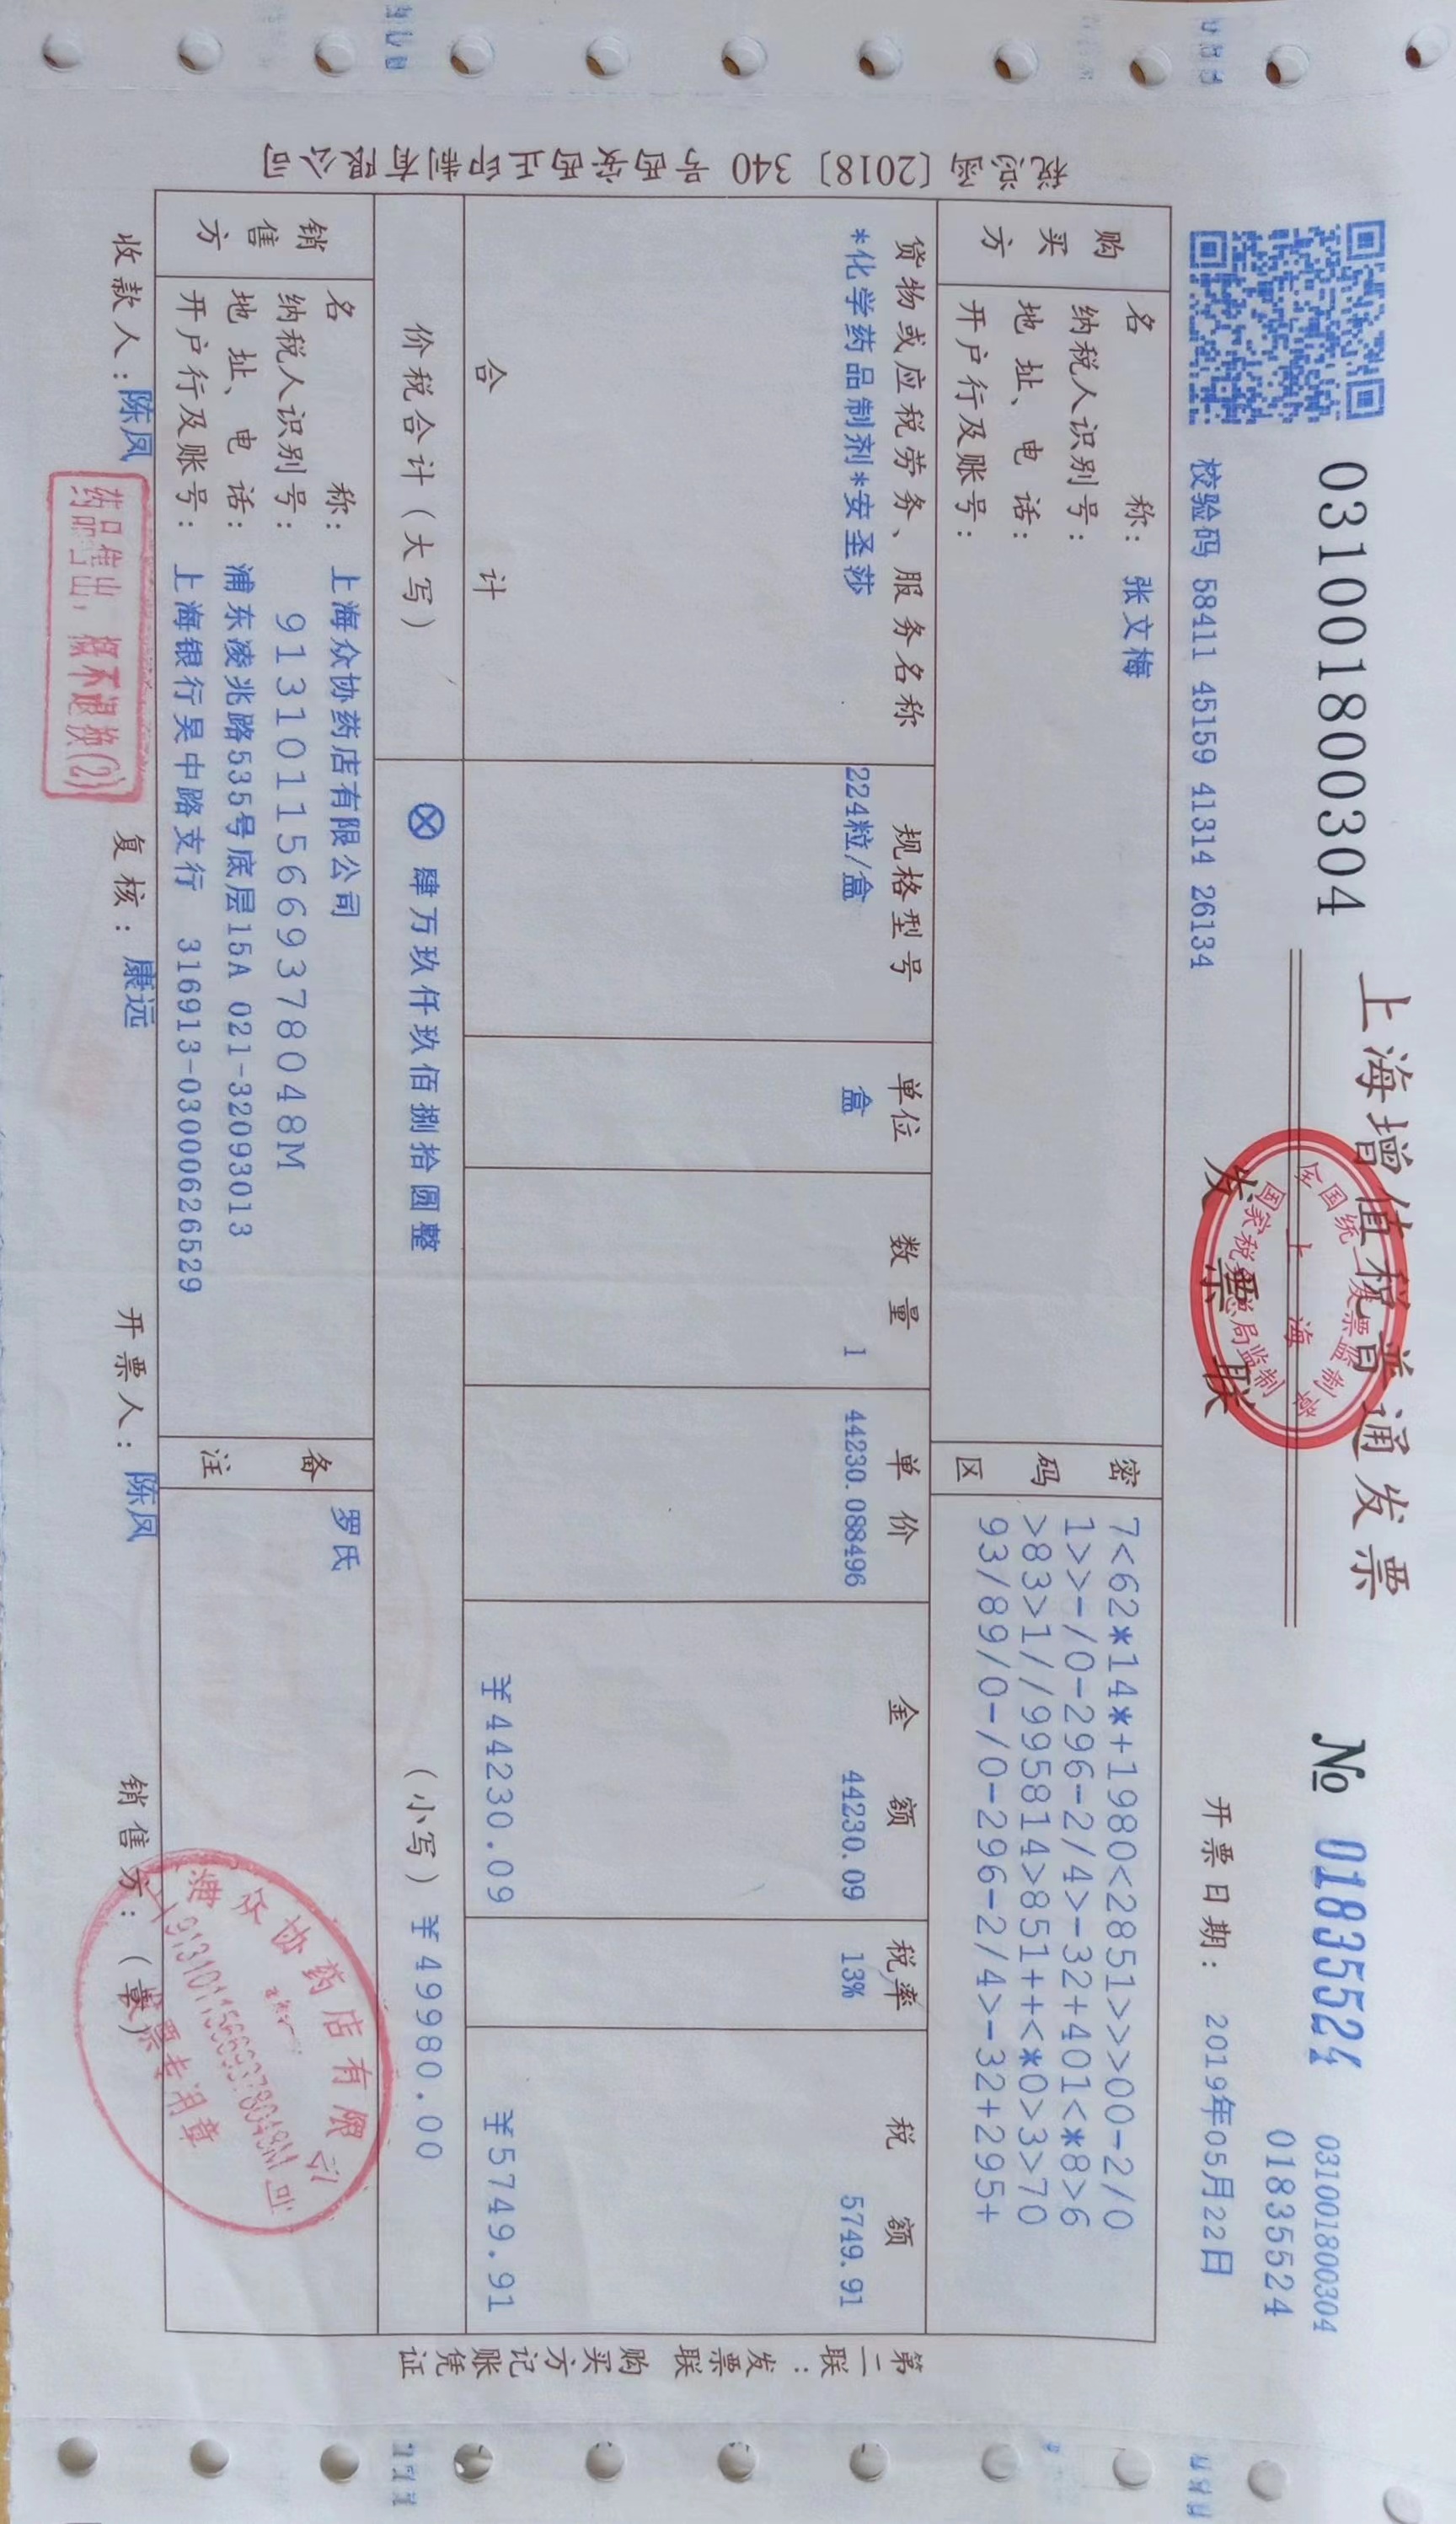 031001800304
上海增值税普通发票
№ 01835524
031001800304
01835524
校验码 58411 45159 41314 26134
全国统一发票监制章
上海
国家税务总局监制
发票联
开票日期: 2019年05月22日
税总函〔2018〕340号西安西正印制有限公司
购买方
名称: 张文梅
纳税人识别号:
地址、电话:
开户行及账号:
密码区
7<62*14*+1980<2851>>>00-2/0
1>>-/0-296-2/4>-32+401<*8>6
>83>1//995814>851++<*0>3>70
93/89/0-/0-296-2/4>-32+295+
货物或应税劳务、服务名称 规格型号 单位 数量 单价 金额 税率 税额
*化学药品制剂*安圣莎 224粒/盒 盒 1 44230.088496 44230.09 13% 5749.91
合计 ¥44230.09 ¥5749.91
价税合计(大写) ⊗ 肆万玖仟玖佰捌拾圆整 (小写) ¥49980.00
销售方
名称: 上海众协药店有限公司
纳税人识别号: 91310115669378048M
地址、电话: 浦东凌兆路535号底层15A 021-32093013
开户行及账号: 上海银行吴中路支行 316913-03000626529
备注
罗氏
收款人: 陈凤 复核: 康远 开票人: 陈凤 销售方: (章)
药品售出,概不退换(2)
上海众协药店有限公司
91310115669378048M
发票专用章
第二联: 发票联 购买方记账凭证